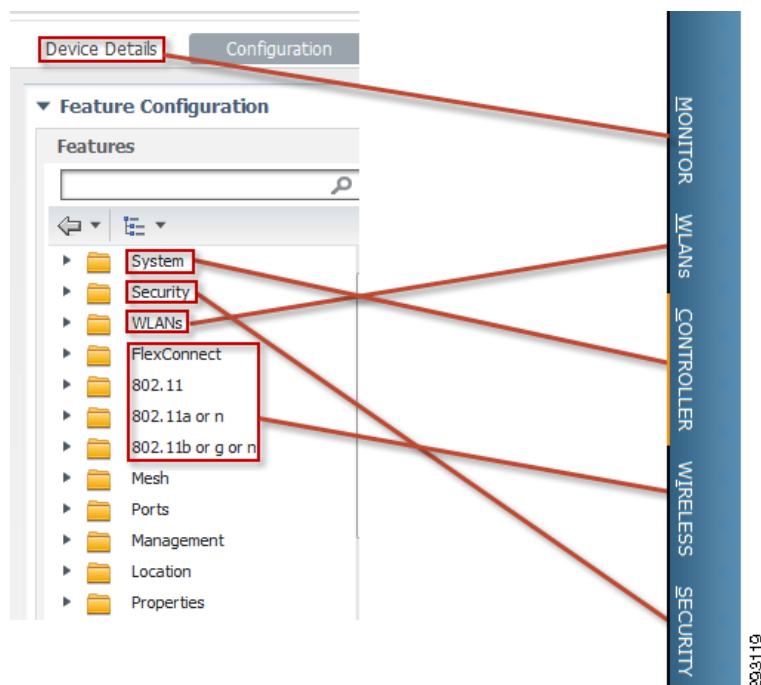 Device Details
Configuration
Feature Configuration
Features
System
Security
WLANs
FlexConnect
802.11
802.11a or n
802.11b or g or n
Mesh
Ports
Management
Location
Properties
MONITOR
WLANs
CONTROLLER
WIRELESS
SECURITY
293119